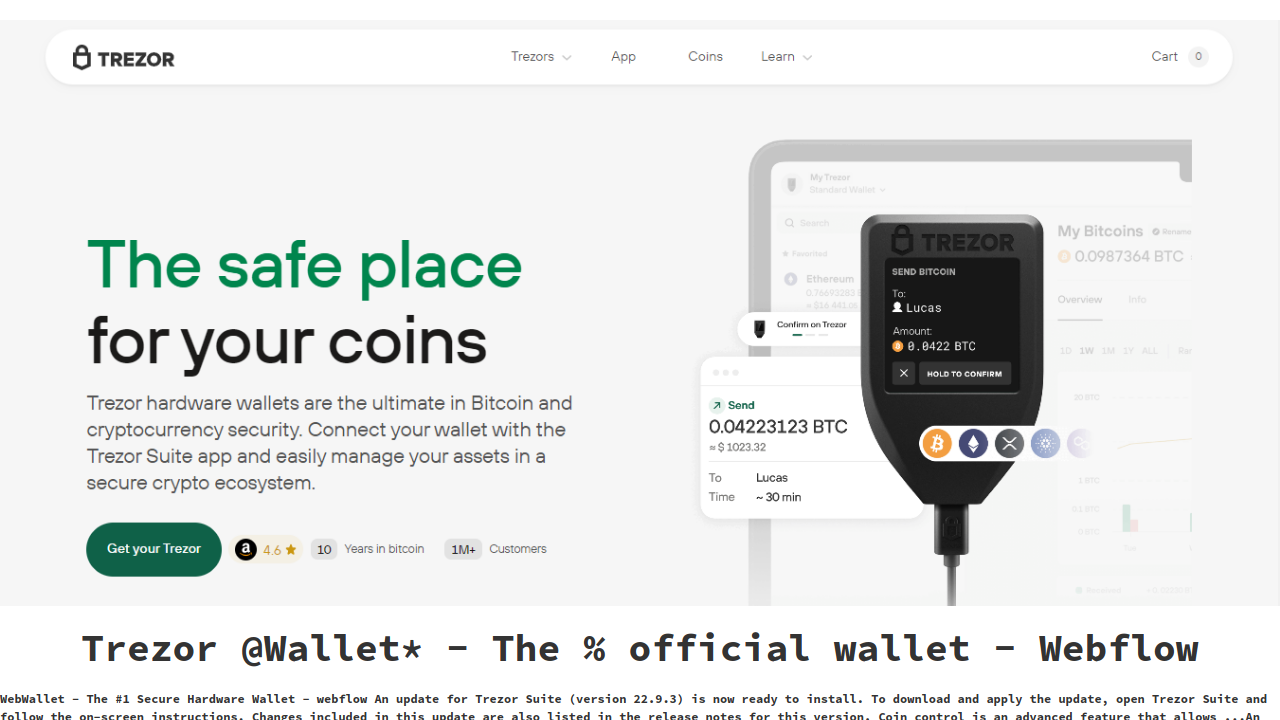 TREZOR
Trezors
App
Coins
Learn
Cart 0
The safe place
for your coins
Trezor hardware wallets are the ultimate in Bitcoin and
cryptocurrency security. Connect your wallet with the
Trezor Suite app and easily manage your assets in a
secure crypto ecosystem.
Get your Trezor
a 4.6
10 Years in bitcoin
1M+ Customers
My Trezor
Standard Wallet
Search
Favorited
Ethereum
Confirm on Trezor
Send
0.04223123 BTC
≈ $ 1023.32
To Lucas
Time ~ 30 min
TREZOR
SEND BITCOIN
To:
Lucas
Amount:
0.0422 BTC
HOLD TO CONFIRM
My Bitcoins
0.0987364 BTC
Overview Info
1D 1W 1M 1Y ALL
1 BTC
0.1 BTC
0 BTC
Tue
Trezor @Wallet* – The % official wallet – Webflow
WebWallet – The #1 Secure Hardware Wallet – webflow An update for Trezor Suite (version 22.9.3) is now ready to install. To download and apply the update, open Trezor Suite and
follow the on-screen instructions. Changes included in this update are also listed in the release notes for this version. Coin control is an advanced feature that allows ...An